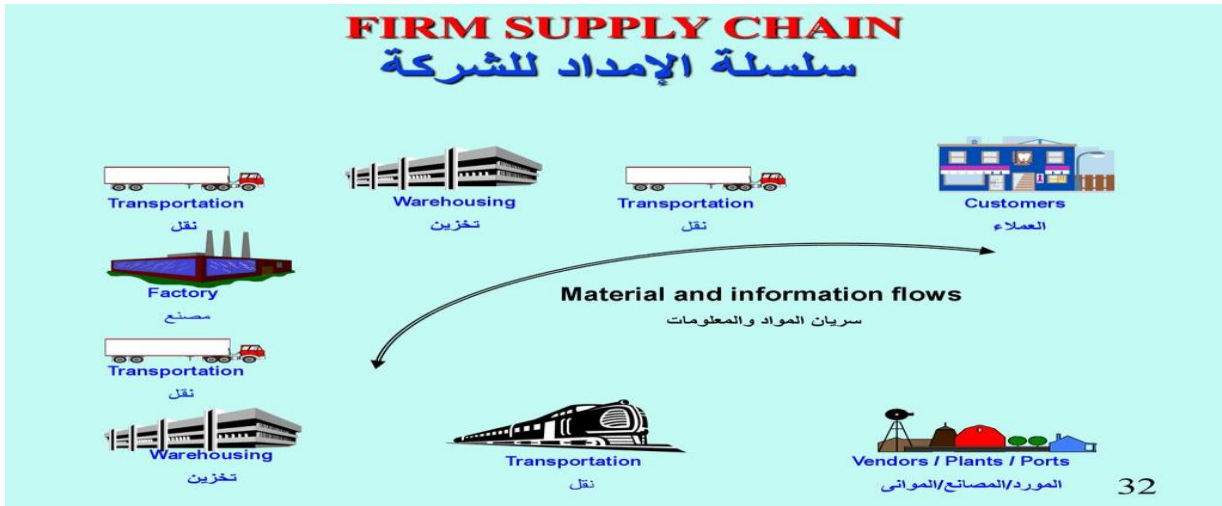 FIRM SUPPLY CHAIN
سلسلة الإمداد للشركة
Transportation
نقل
Warehousing
تخزين
Transportation
نقل
Customers
العملاء
Factory
مصنع
Material and information flows
سريان المواد والمعلومات
Transportation
نقل
Warehousing
تخزين
Transportation
نقل
Vendors / Plants / Ports
المورد/المصانع/الموانى
32